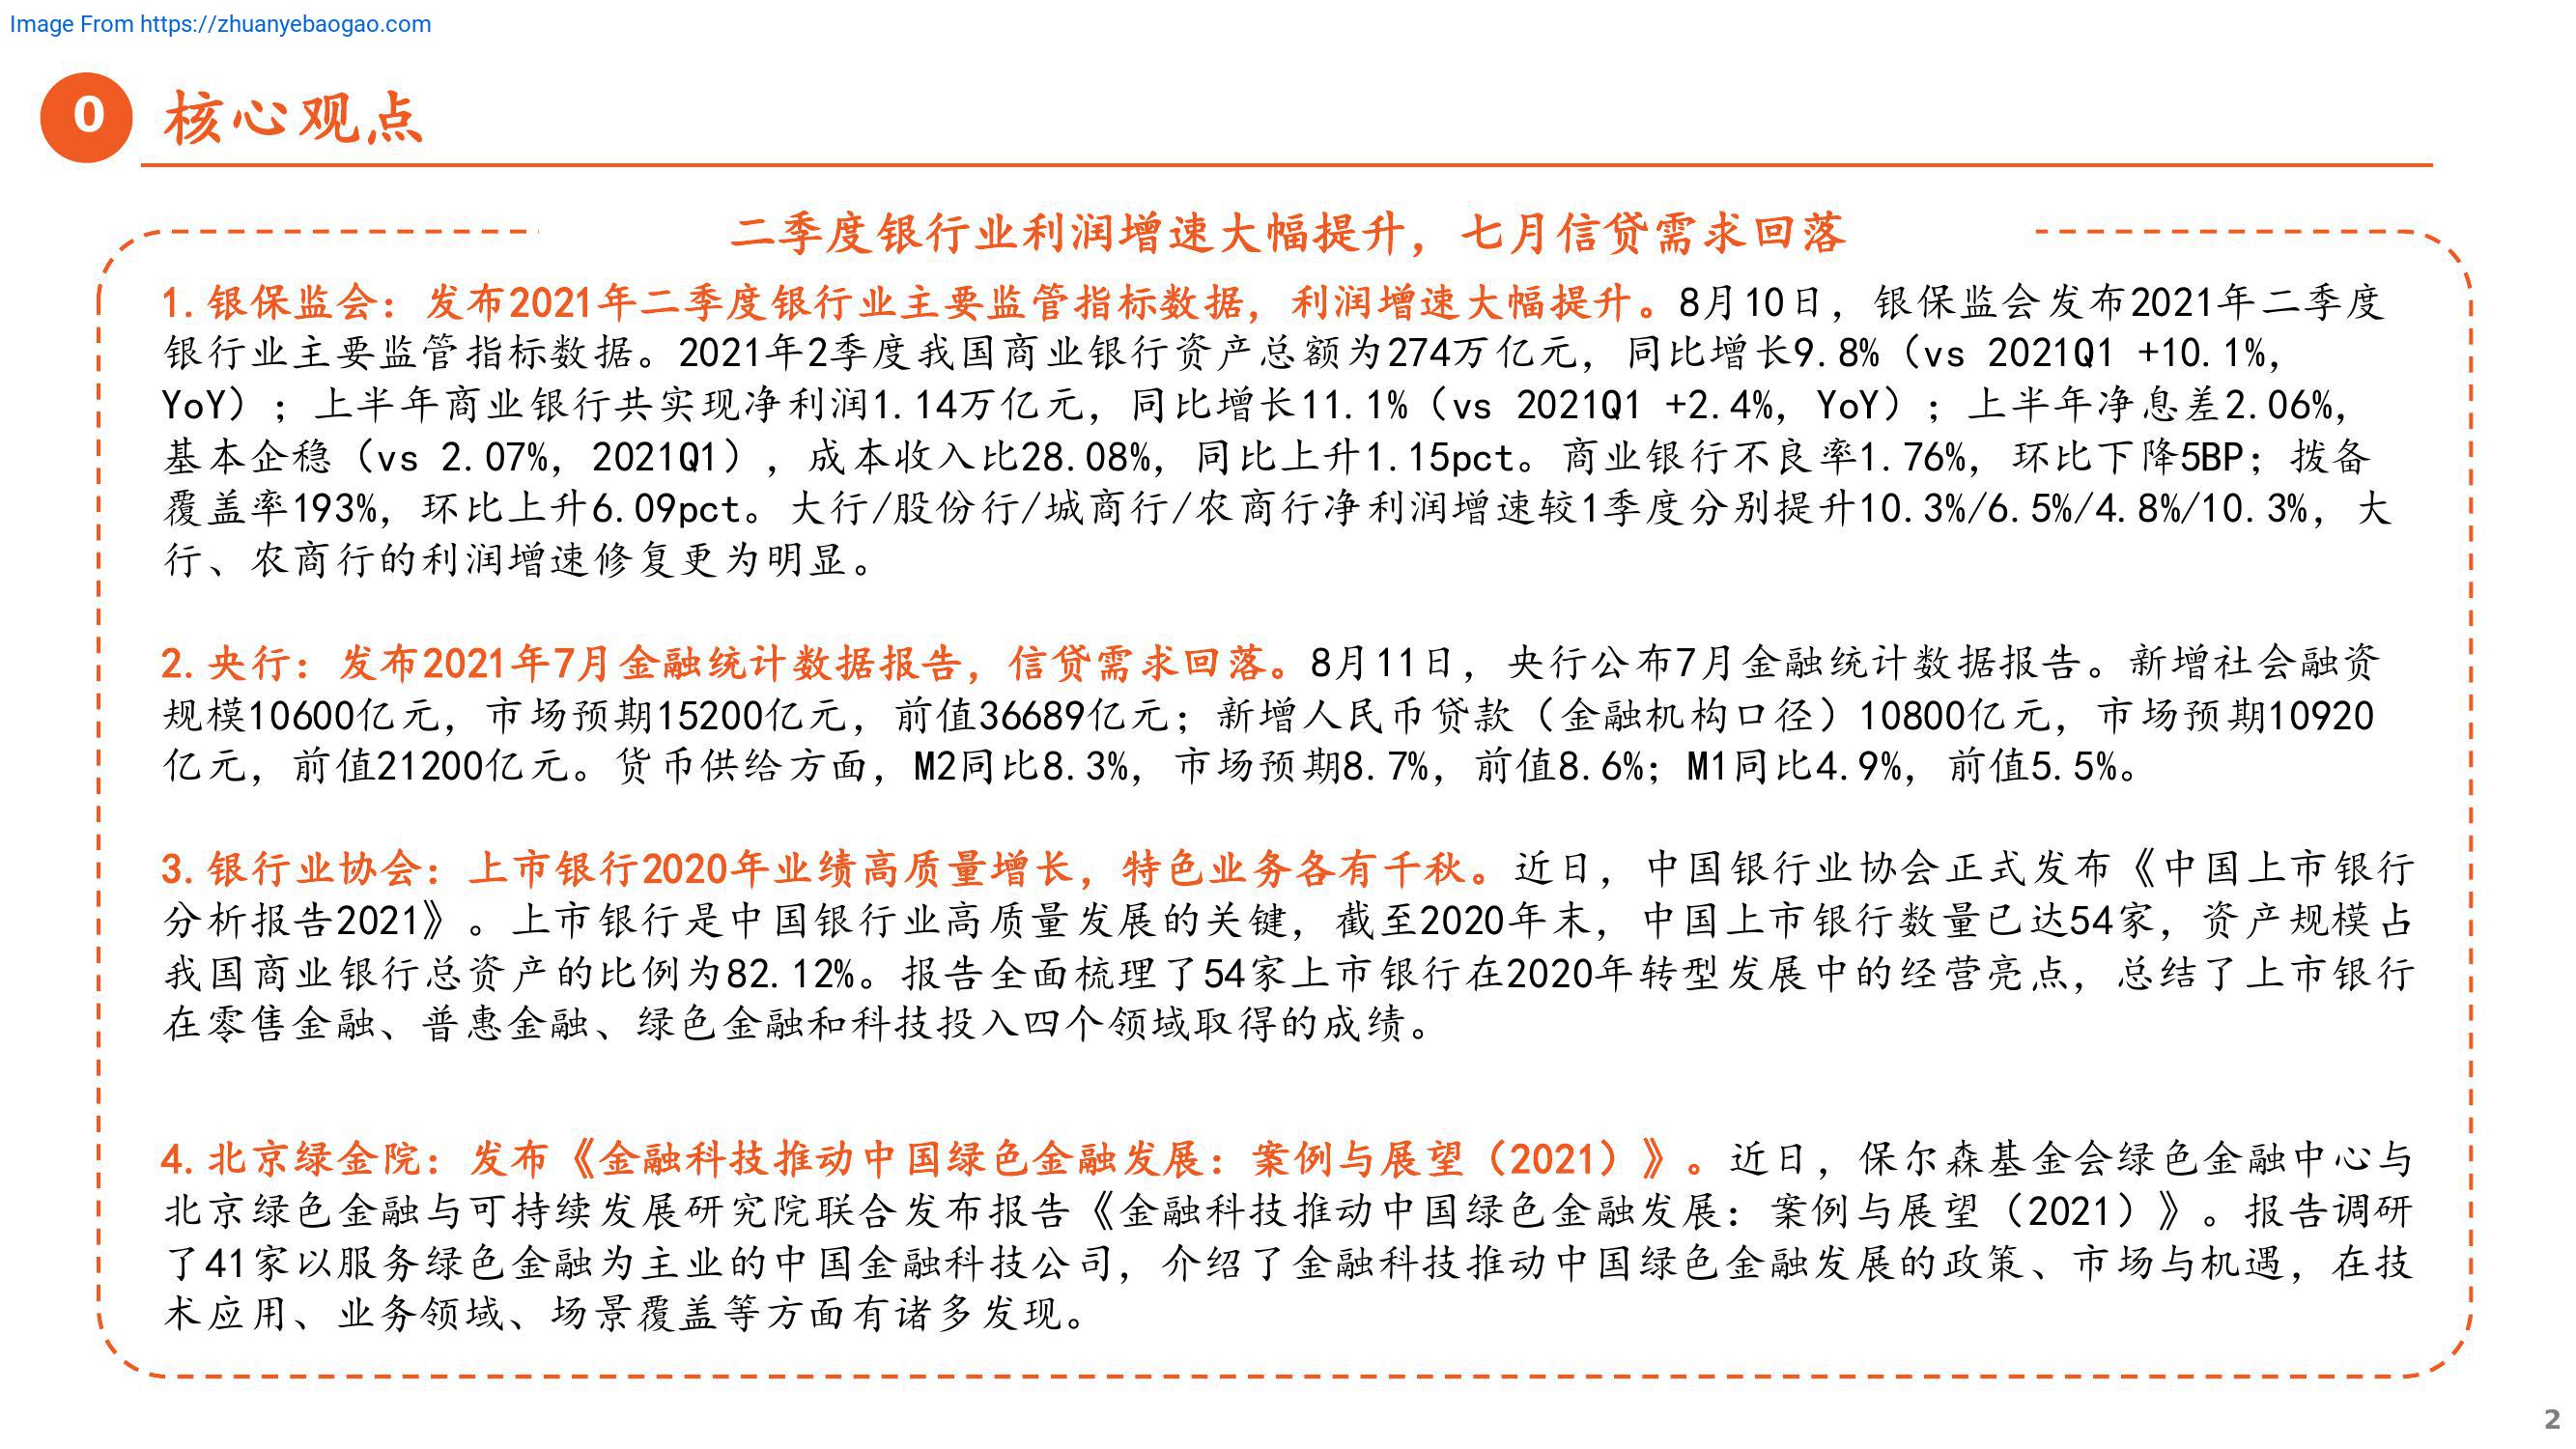 Image From https://zhuanyebaogao.com
0 核心观点
二季度银行业利润增速大幅提升，七月信贷需求回落
1. 银保监会：发布2021年二季度银行业主要监管指标数据，利润增速大幅提升。8月10日，银保监会发布2021年二季度
银行业主要监管指标数据。2021年2季度我国商业银行资产总额为274万亿元，同比增长9.8%（vs 2021Q1 +10.1%，
YoY）；上半年商业银行共实现净利润1.14万亿元，同比增长11.1%（vs 2021Q1 +2.4%，YoY）；上半年净息差2.06%，
基本企稳（vs 2.07%，2021Q1），成本收入比28.08%，同比上升1.15pct。商业银行不良率1.76%，环比下降5BP；拨备
覆盖率193%，环比上升6.09pct。大行/股份行/城商行/农商行净利润增速较1季度分别提升10.3%/6.5%/4.8%/10.3%，大
行、农商行的利润增速修复更为明显。
2. 央行：发布2021年7月金融统计数据报告，信贷需求回落。8月11日，央行公布7月金融统计数据报告。新增社会融资
规模10600亿元，市场预期15200亿元，前值36689亿元；新增人民币贷款（金融机构口径）10800亿元，市场预期10920
亿元，前值21200亿元。货币供给方面，M2同比8.3%，市场预期8.7%，前值8.6%；M1同比4.9%，前值5.5%。
3. 银行业协会：上市银行2020年业绩高质量增长，特色业务各有千秋。近日，中国银行业协会正式发布《中国上市银行
分析报告2021》。上市银行是中国银行业高质量发展的关键，截至2020年末，中国上市银行数量已达54家，资产规模占
我国商业银行总资产的比例为82.12%。报告全面梳理了54家上市银行在2020年转型发展中的经营亮点，总结了上市银行
在零售金融、普惠金融、绿色金融和科技投入四个领域取得的成绩。
4. 北京绿金院：发布《金融科技推动中国绿色金融发展：案例与展望（2021）》。近日，保尔森基金会绿色金融中心与
北京绿色金融与可持续发展研究院联合发布报告《金融科技推动中国绿色金融发展：案例与展望（2021）》。报告调研
了41家以服务绿色金融为主业的中国金融科技公司，介绍了金融科技推动中国绿色金融发展的政策、市场与机遇，在技
术应用、业务领域、场景覆盖等方面有诸多发现。
2